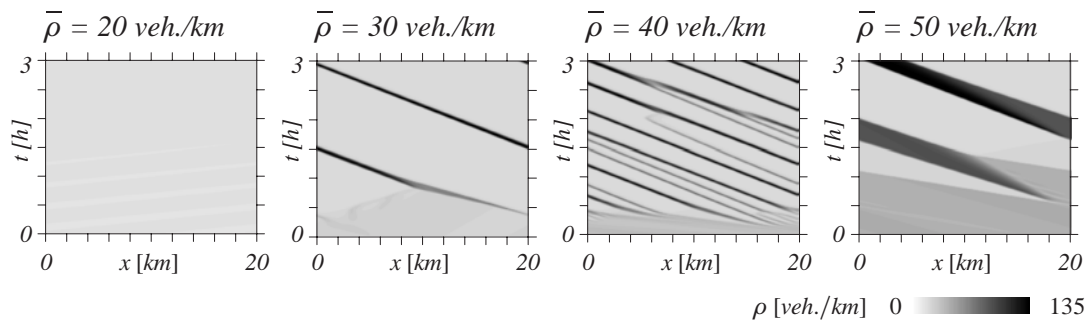 ρ̅ = 20 veh./km
ρ̅ = 30 veh./km
ρ̅ = 40 veh./km
ρ̅ = 50 veh./km
3
t [h]
0
0
x [km]
20
3
t [h]
0
0
x [km]
20
3
t [h]
0
0
x [km]
20
3
t [h]
0
0
x [km]
20
ρ [veh./km] 0 135